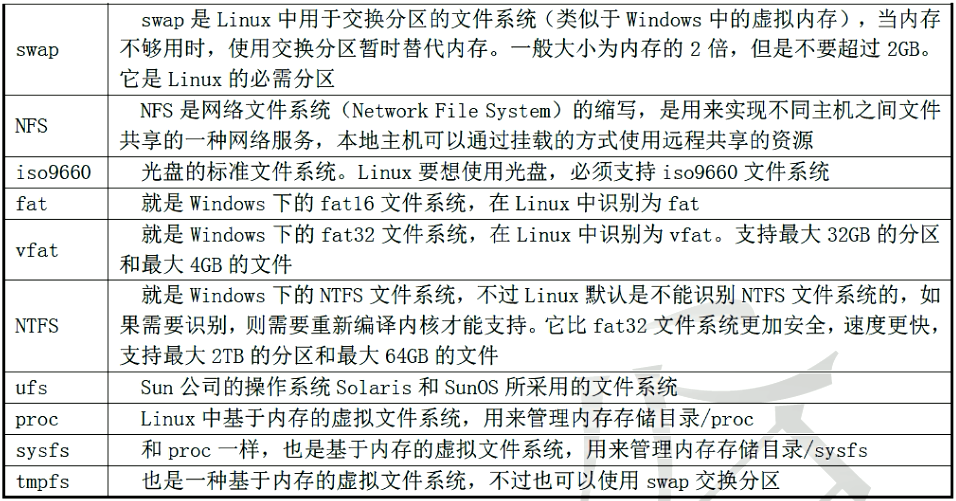 swap
swap 是 Linux 中用于交换分区的文件系统（类似于 Windows 中的虚拟内存），当内存
不够用时，使用交换分区暂时替代内存。一般大小为内存的 2 倍，但是不要超过 2GB。
它是 Linux 的必需分区
NFS
NFS 是网络文件系统（Network File System）的缩写，是用来实现不同主机之间文件
共享的一种网络服务，本地主机可以通过挂载的方式使用远程共享的资源
iso9660
光盘的标准文件系统。Linux 要想使用光盘，必须支持 iso9660 文件系统
fat
就是 Windows 下的 fat16 文件系统，在 Linux 中识别为 fat
vfat
就是 Windows 下的 fat32 文件系统，在 Linux 中识别为 vfat。支持最大 32GB 的分区
和最大 4GB 的文件
NTFS
就是 Windows 下的 NTFS 文件系统，不过 Linux 默认是不能识别 NTFS 文件系统的，如
果需要识别，则需要重新编译内核才能支持。它比 fat32 文件系统更加安全，速度更快，
支持最大 2TB 的分区和最大 64GB 的文件
ufs
Sun 公司的操作系统 Solaris 和 SunOS 所采用的文件系统
proc
Linux 中基于内存的虚拟文件系统，用来管理内存存储目录/proc
sysfs
和 proc 一样，也是基于内存的虚拟文件系统，用来管理内存存储目录/sysfs
tmpfs
也是一种基于内存的虚拟文件系统，不过也可以使用 swap 交换分区